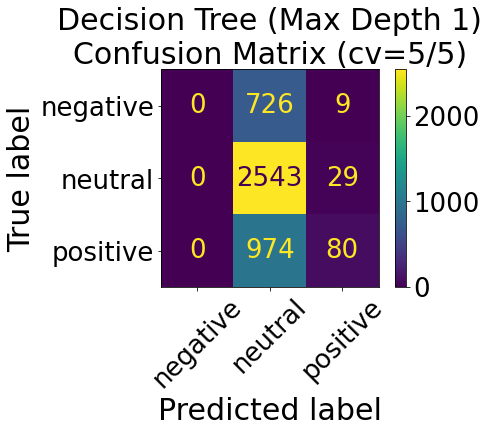 Decision Tree (Max Depth 1)
Confusion Matrix (cv=5/5)
True label
negative 0 726 9
neutral 0 2543 29
positive 0 974 80
negative neutral positive
Predicted label
2000
1000
0